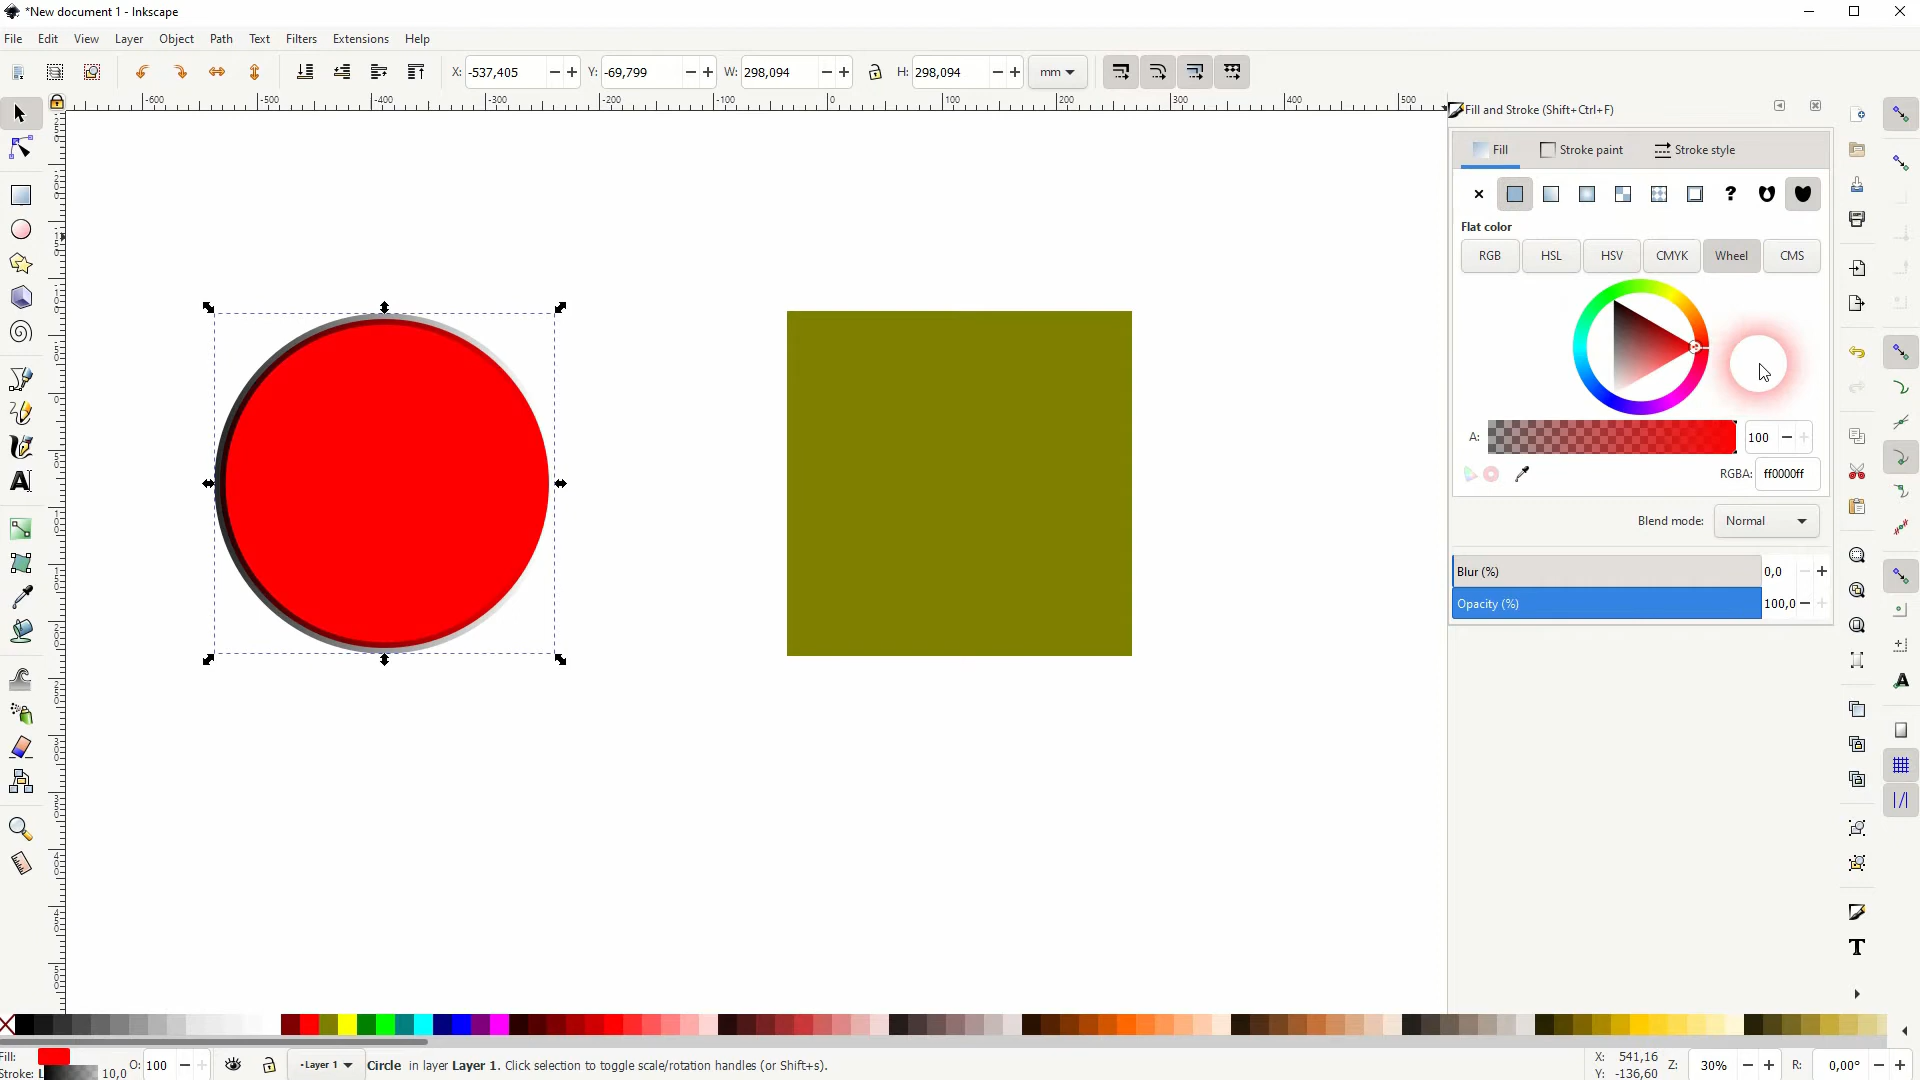 *New document 1 - Inkscape
File Edit View Layer Object Path Text Filters Extensions Help
X: -537,405 Y: -69,799 W: 298,094 H: 298,094 mm
-600 -500 -400 -300 -200 -100 0 100 200 300 400 500
Fill and Stroke (Shift+Ctrl+F)
Fill Stroke paint Stroke style
?
Flat color
RGB HSL HSV CMYK Wheel CMS
A: 100
RGBA: ff0000ff
Blend mode: Normal
Blur (%) 0,0
Opacity (%) 100,0
Fill: O: 100 Layer 1 Circle in layer Layer 1. Click selection to toggle scale/rotation handles (or Shift+s). X: 541,16 Z: 30% R: 0,00°
Stroke: L 10,0 Y: -136,60